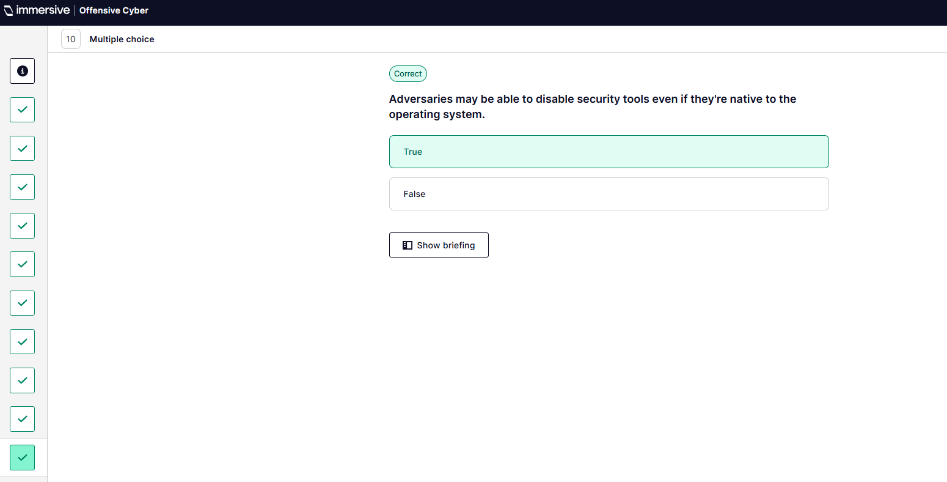 immersive | Offensive Cyber
10 Multiple choice
Correct
Adversaries may be able to disable security tools even if they're native to the
operating system.
True
False
Show briefing